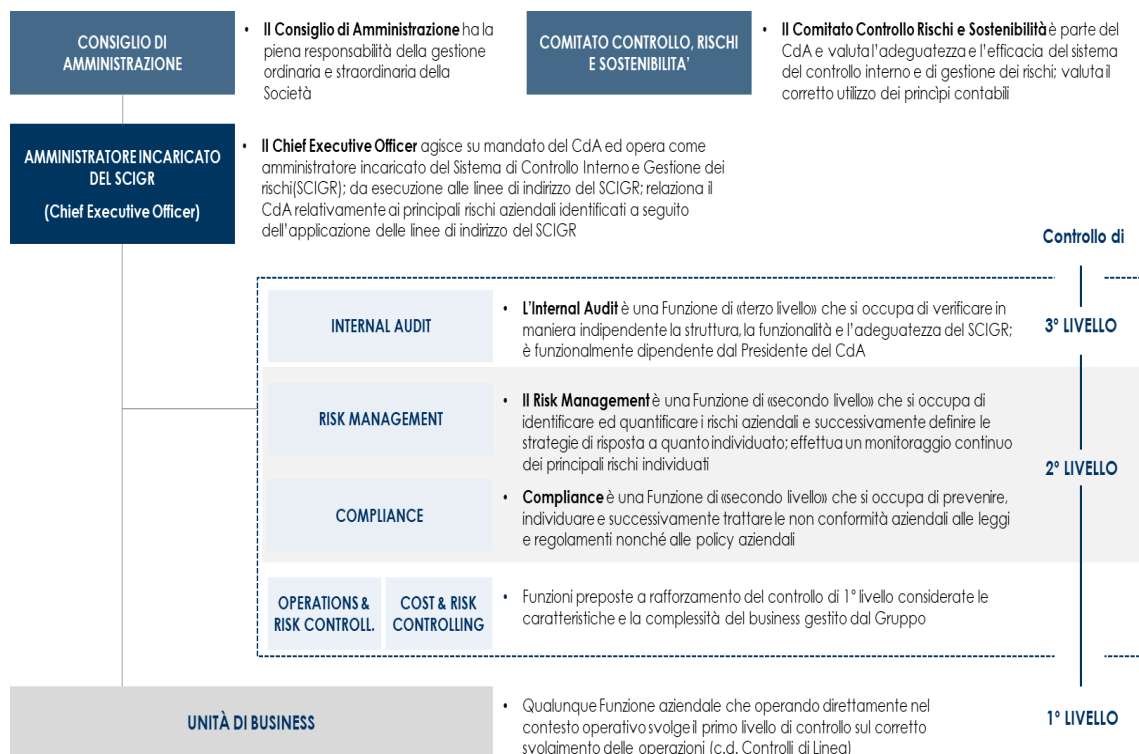 CONSIGLIO DI
AMMINISTRAZIONE
• Il Consiglio di Amministrazione ha la
piena responsabilità della gestione
ordinaria e straordinaria della
Società
COMITATO CONTROLLO, RISCHI
E SOSTENIBILITA'
• Il Comitato Controllo Rischi e Sostenibilità è parte del
CdA e valuta l'adeguatezza e l'efficacia del sistema
del controllo interno e di gestione dei rischi; valuta il
corretto utilizzo dei princìpi contabili
AMMINISTRATORE INCARICATO
DEL SCIGR
(Chief Executive Officer)
• Il Chief Executive Officer agisce su mandato del CdA ed opera come
amministratore incaricato del Sistema di Controllo Interno e Gestione dei
rischi(SCIGR); da esecuzione alle linee di indirizzo del SCIGR; relaziona il
CdA relativamente ai principali rischi aziendali identificati a seguito
dell'applicazione delle linee di indirizzo del SCIGR
Controllo di
INTERNAL AUDIT
• L'Internal Audit è una Funzione di «terzo livello» che si occupa di verificare in
maniera indipendente la struttura, la funzionalità e l'adeguatezza del SCIGR;
è funzionalmente dipendente dal Presidente del CdA
3° LIVELLO
RISK MANAGEMENT
• Il Risk Management è una Funzione di «secondo livello» che si occupa di
identificare ed quantificare i rischi aziendali e successivamente definire le
strategie di risposta a quanto individuato; effettua un monitoraggio continuo
dei principali rischi individuati
2° LIVELLO
COMPLIANCE
• Compliance è una Funzione di «secondo livello» che si occupa di prevenire,
individuare e successivamente trattare le non conformità aziendali alle leggi
e regolamenti nonché alle policy aziendali
OPERATIONS &
RISK CONTROLL.
COST & RISK
CONTROLLING
• Funzioni preposte a rafforzamento del controllo di 1° livello considerate le
caratteristiche e la complessità del business gestito dal Gruppo
UNITÀ DI BUSINESS
• Qualunque Funzione aziendale che operando direttamente nel
contesto operativo svolge il primo livello di controllo sul corretto
svolgimento delle operazioni (c.d. Controlli di Linea)
1° LIVELLO